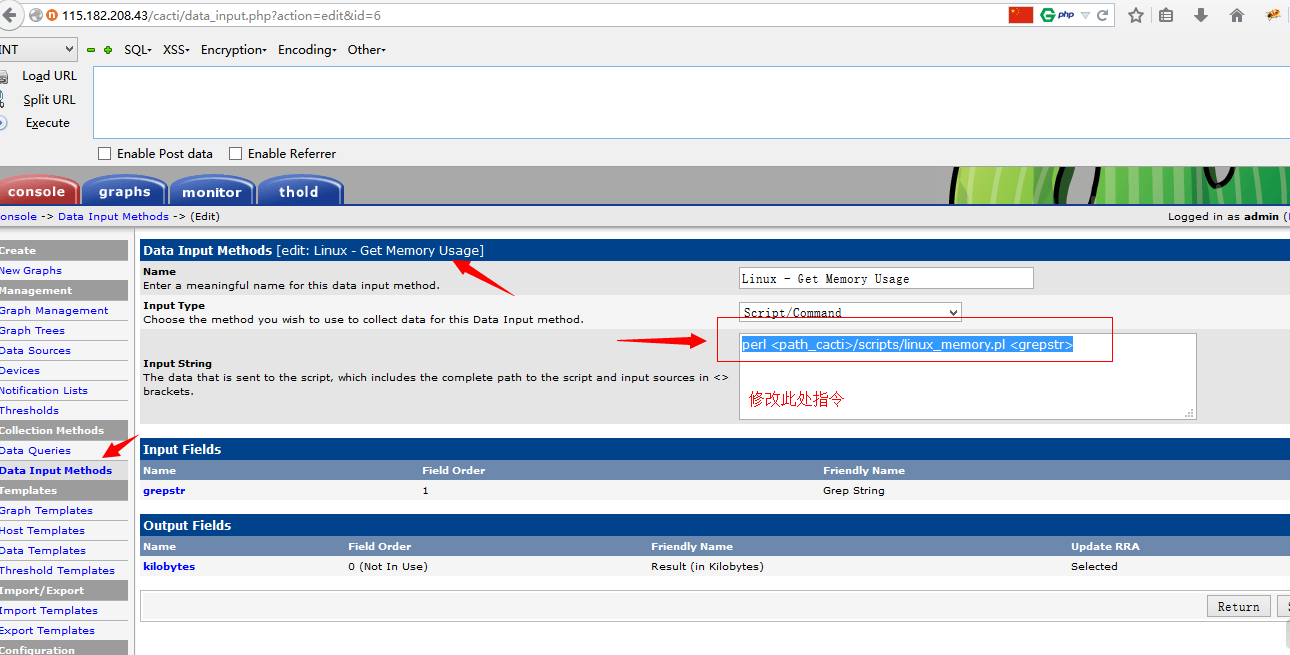 115.182.208.43/cacti/data_input.php?action=edit&id=6
php
INT SQL- XSS- Encryption- Encoding- Other-
Load URL
Split URL
Execute
Enable Post data Enable Referrer
console graphs monitor thold
onsole -> Data Input Methods -> (Edit) Logged in as admin (
Create
New Graphs
Management
Graph Management
Graph Trees
Data Sources
Devices
Notification Lists
Thresholds
Collection Methods
Data Queries
Data Input Methods
Templates
Graph Templates
Host Templates
Data Templates
Threshold Templates
Import/Export
Import Templates
Export Templates
Configuration
Data Input Methods [edit: Linux - Get Memory Usage]
Name
Enter a meaningful name for this data input method.
Linux - Get Memory Usage
Input Type
Choose the method you wish to use to collect data for this Data Input method.
Script/Command
Input String
The data that is sent to the script, which includes the complete path to the script and input sources in <>
brackets.
perl <path_cacti>/scripts/linux_memory.pl <grepstr>
修改此处指令
Input Fields
Name Field Order Friendly Name
grepstr 1 Grep String
Output Fields
Name Field Order Friendly Name Update RRA
kilobytes 0 (Not In Use) Result (in Kilobytes) Selected
Return